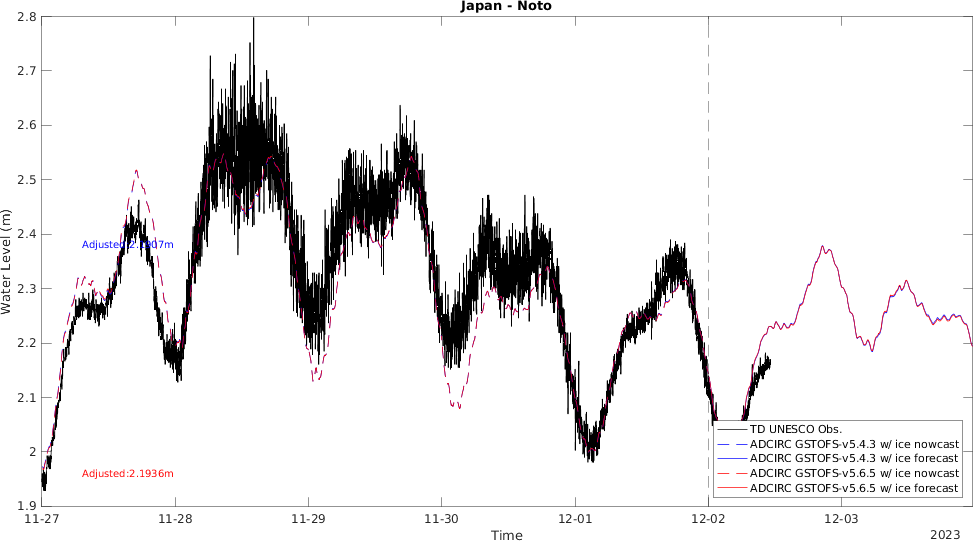 Japan - Noto
2.8
2.7
2.6
2.5
2.4
2.3
2.2
2.1
2
1.9
Water Level (m)
Adjusted:2.1907m
Adjusted:2.1936m
TD UNESCO Obs.
ADCIRC GSTOFS-v5.4.3 w/ ice nowcast
ADCIRC GSTOFS-v5.4.3 w/ ice forecast
ADCIRC GSTOFS-v5.6.5 w/ ice nowcast
ADCIRC GSTOFS-v5.6.5 w/ ice forecast
11-27 11-28 11-29 11-30 12-01 12-02 12-03
Time
2023